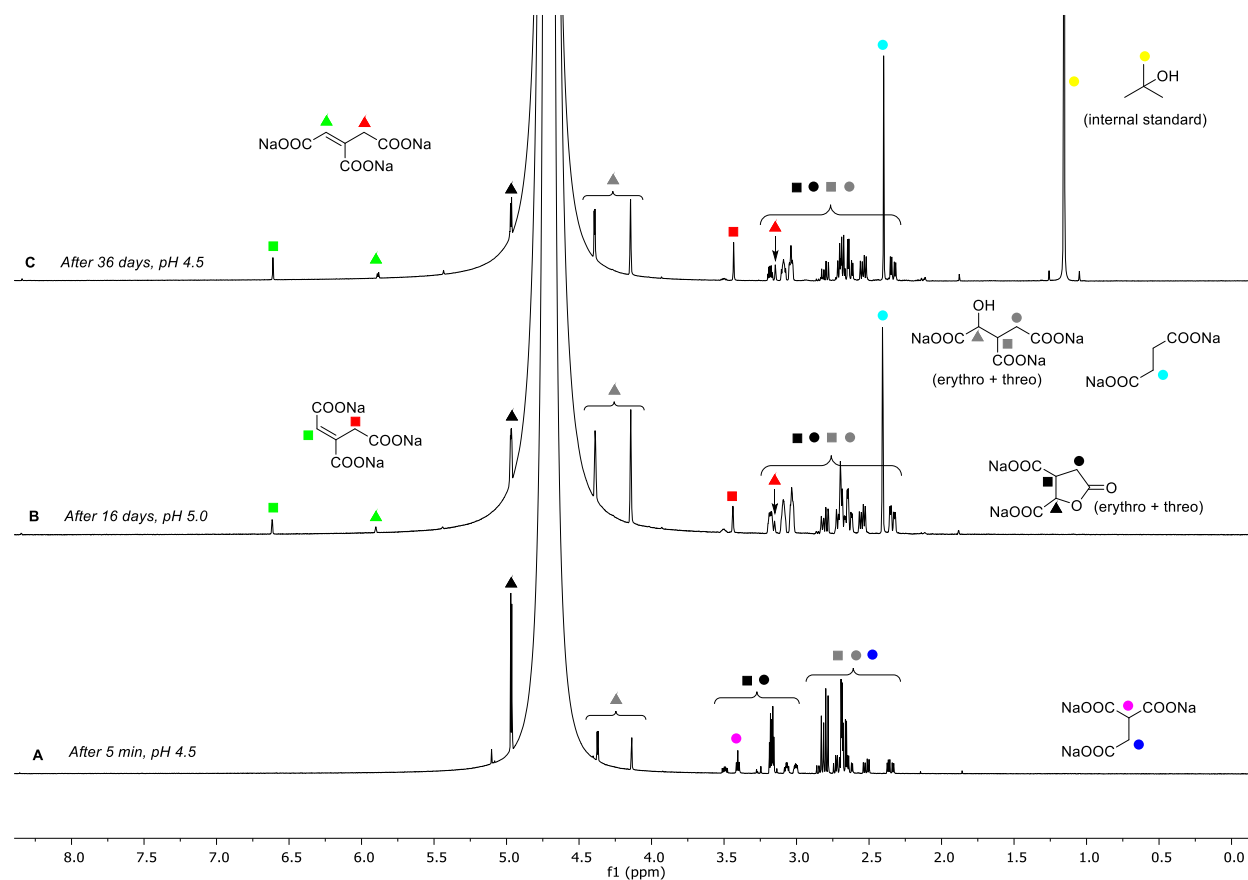 OH
(internal standard)
NaOOC
COONa
COONa
C After 36 days, pH 4.5
OH
NaOOC
COONa
COONa
(erythro + threo)
COONa
NaOOC
COONa
COONa
COONa
NaOOC
O
NaOOC
O
(erythro + threo)
B After 16 days, pH 5.0
NaOOC
COONa
NaOOC
A After 5 min, pH 4.5
8.0 7.5 7.0 6.5 6.0 5.5 5.0 4.5 4.0 3.5 3.0 2.5 2.0 1.5 1.0 0.5 0.0
f1 (ppm)